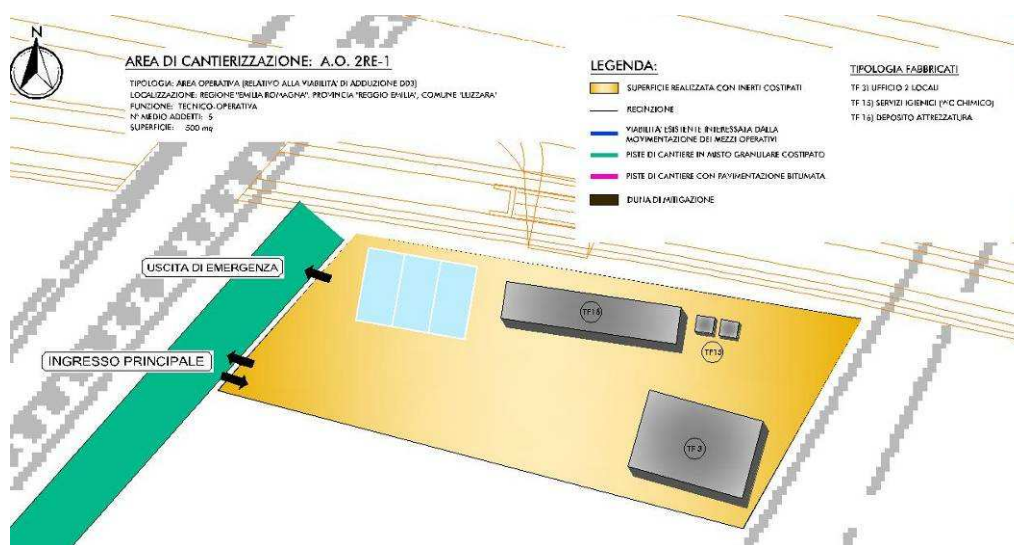 N
AREA DI CANTIERIZZAZIONE: A.O. 2RE-1
TIPOLOGIA: AREA OPERATIVA (RELATIVO ALLA VIABILITA' DI ADDUZIONE D03)
LOCALIZZAZIONE: REGIONE "EMILIA ROMAGNA", PROVINCIA "REGGIO EMILIA", COMUNE "LUZZARA"
FUNZIONE: TECNICO-OPERATIVA
N° MEDIO ADDETTI: 5
SUPERFICIE: 500 mq
LEGENDA:
SUPERFICIE REALIZZATA CON INERTI COSTIPATI
RECINZIONE
VIABILITA' ESISTENTE INTERESSATA DALLA
MOVIMENTAZIONE DEI MEZZI OPERATIVI
PISTE DI CANTIERE IN MISTO GRANULARE COSTIPATO
PISTE DI CANTIERE CON PAVIMENTAZIONE BITUMATA
DUNA DI MITIGAZIONE
TIPOLOGIA FABBRICATI
TF 3) UFFICIO 2 LOCALI
TF 15) SERVIZI IGIENICI (WC CHIMICO)
TF 16) DEPOSITO ATTREZZATURA
USCITA DI EMERGENZA
INGRESSO PRINCIPALE
TF16
TF15
TF 3